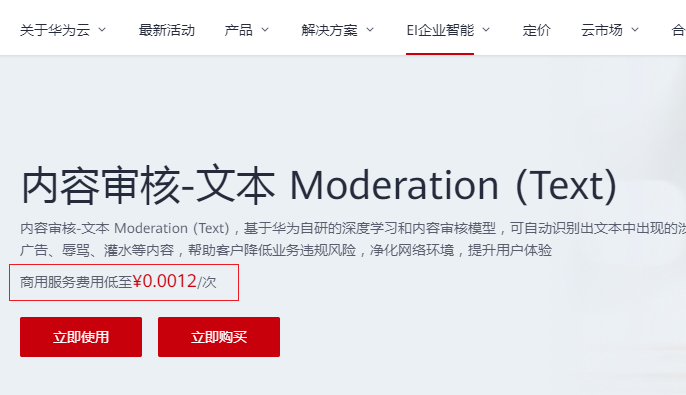 关于华为云 最新活动 产品 解决方案 EI企业智能 定价 云市场 合
内容审核-文本 Moderation (Text)
内容审核-文本 Moderation (Text)，基于华为自研的深度学习和内容审核模型，可自动识别出文本中出现的涉
广告、辱骂、灌水等内容，帮助客户降低业务违规风险，净化网络环境，提升用户体验
商用服务费用低至¥0.0012/次
立即使用 立即购买